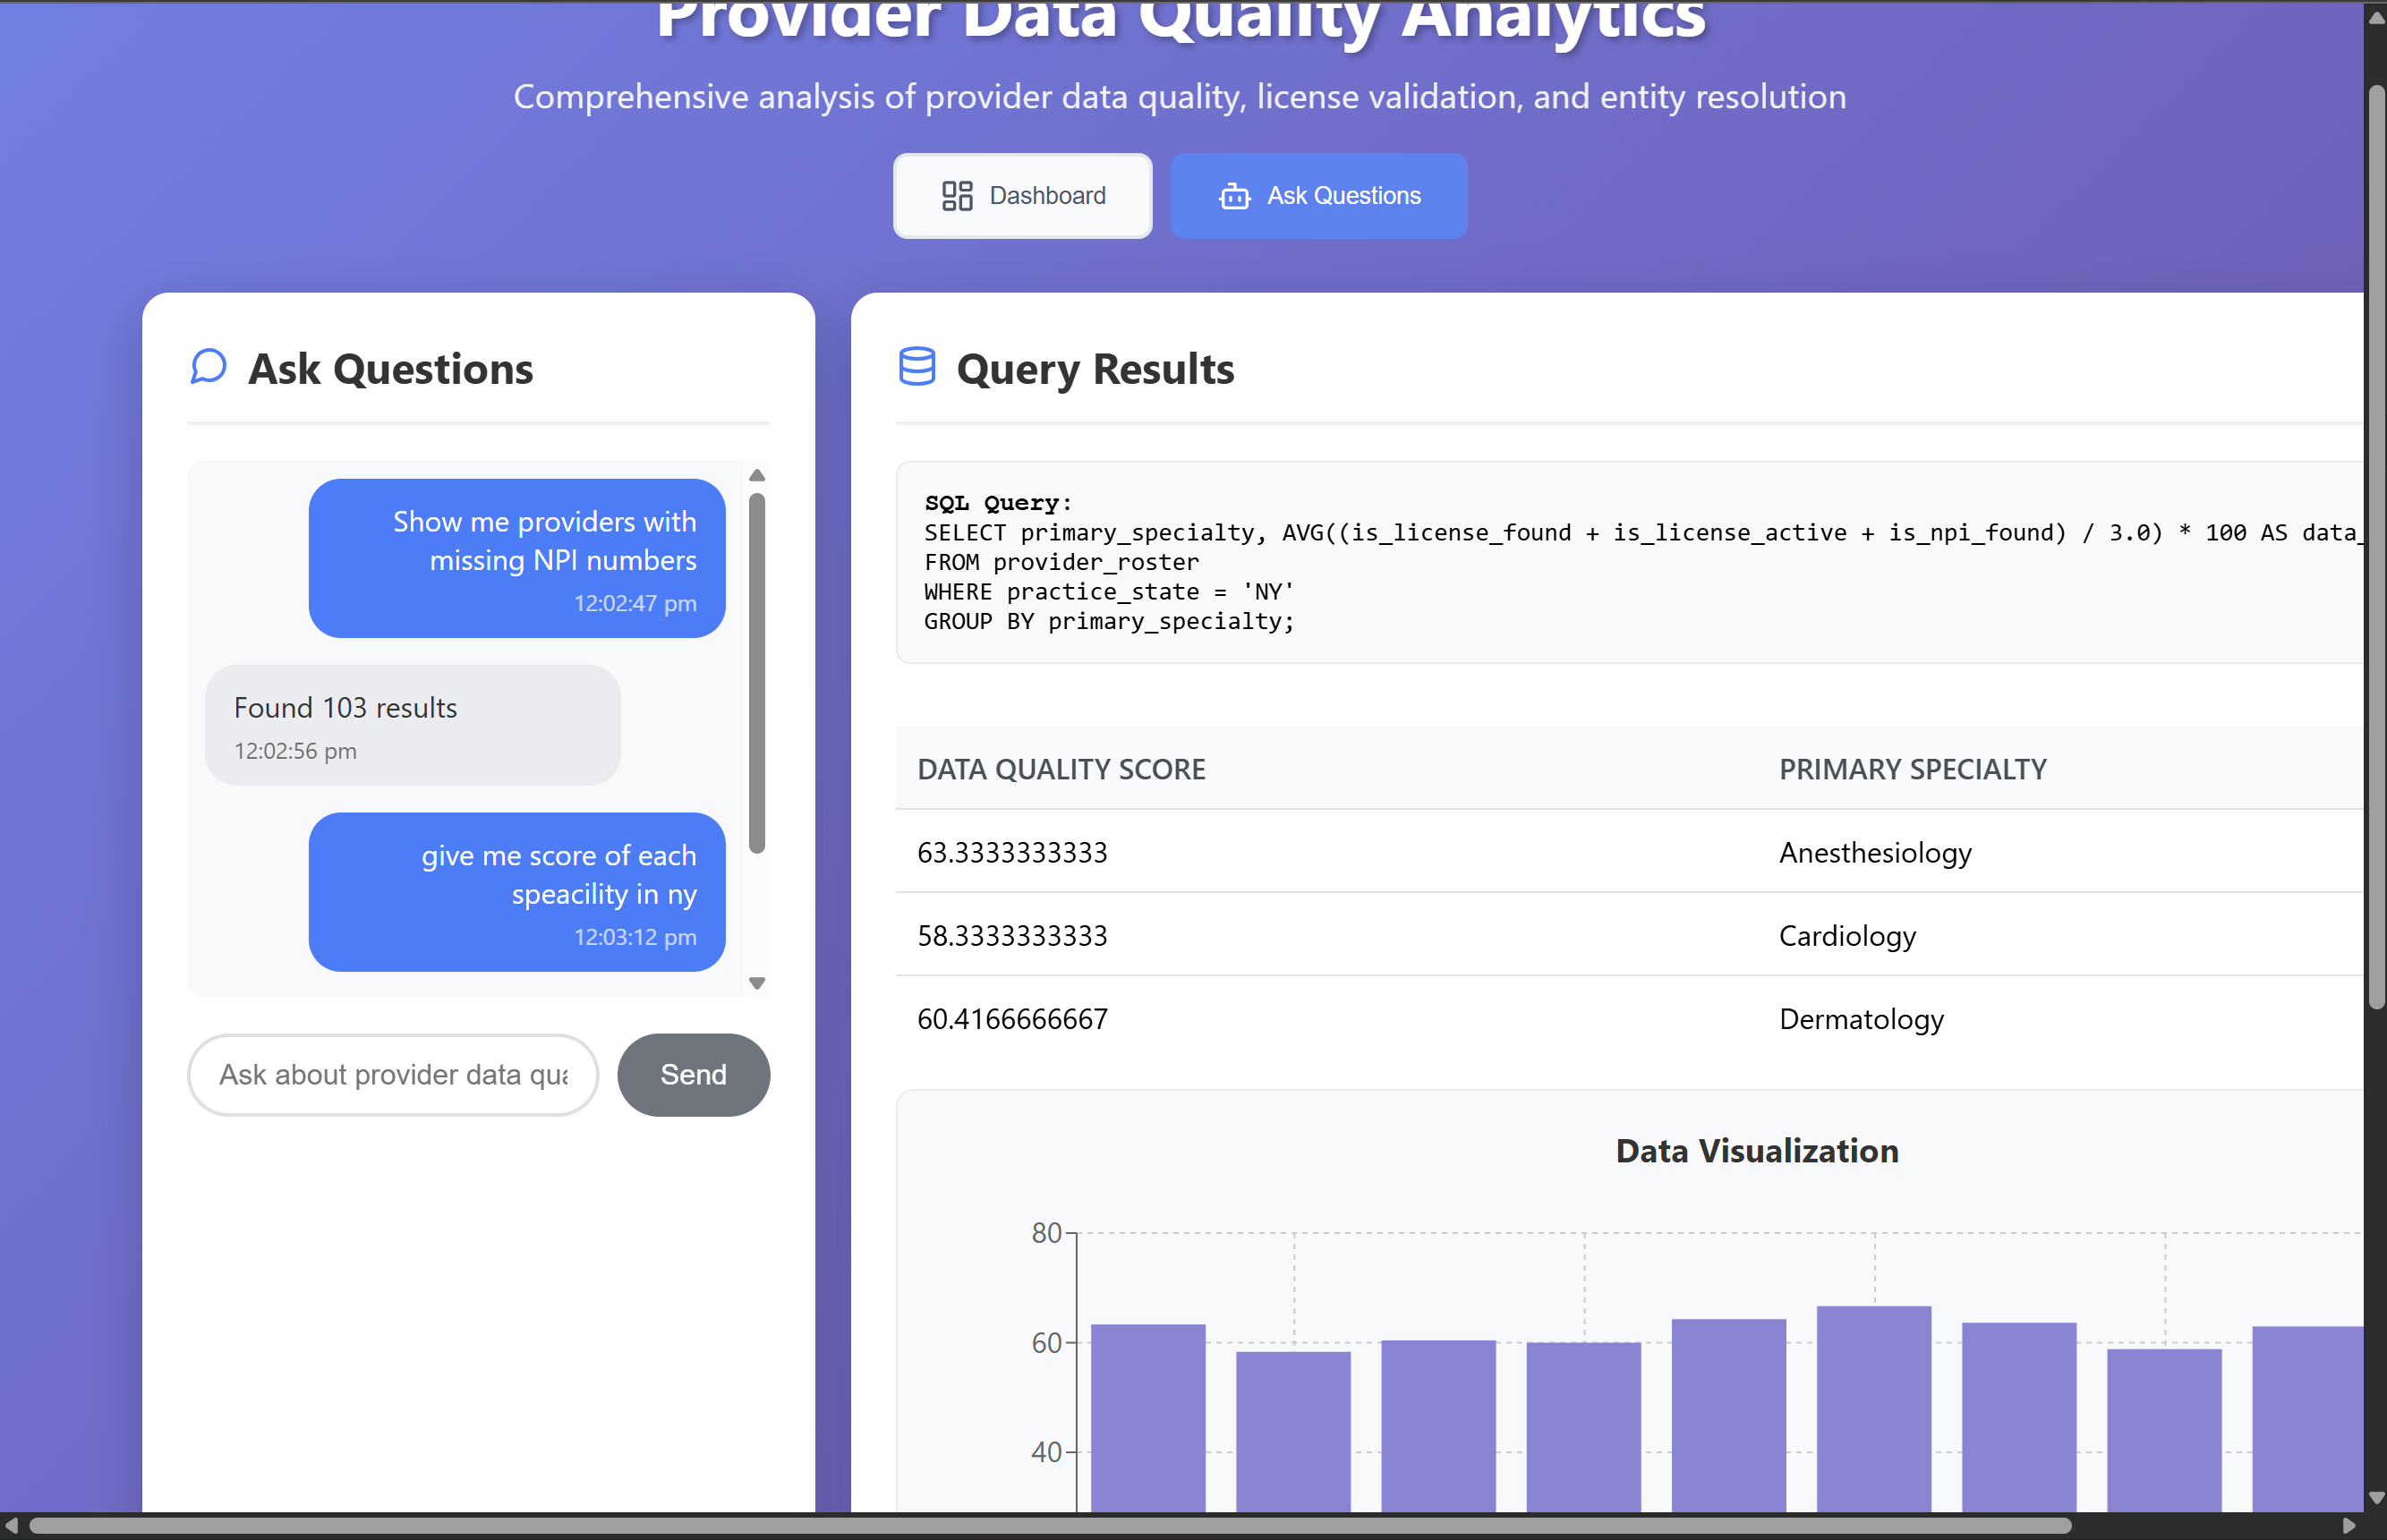 Provider Data Quality Analytics
Comprehensive analysis of provider data quality, license validation, and entity resolution
Dashboard
Ask Questions
Ask Questions
Show me providers with
missing NPI numbers
12:02:47 pm
Found 103 results
12:02:56 pm
give me score of each
speacility in ny
12:03:12 pm
Ask about provider data qua
Send
Query Results
SQL Query:
SELECT primary_specialty, AVG((is_license_found + is_license_active + is_npi_found) / 3.0) * 100 AS data_
FROM provider_roster
WHERE practice_state = 'NY'
GROUP BY primary_specialty;
DATA QUALITY SCORE PRIMARY SPECIALTY
63.3333333333 Anesthesiology
58.3333333333 Cardiology
60.4166666667 Dermatology
Data Visualization
80
60
40